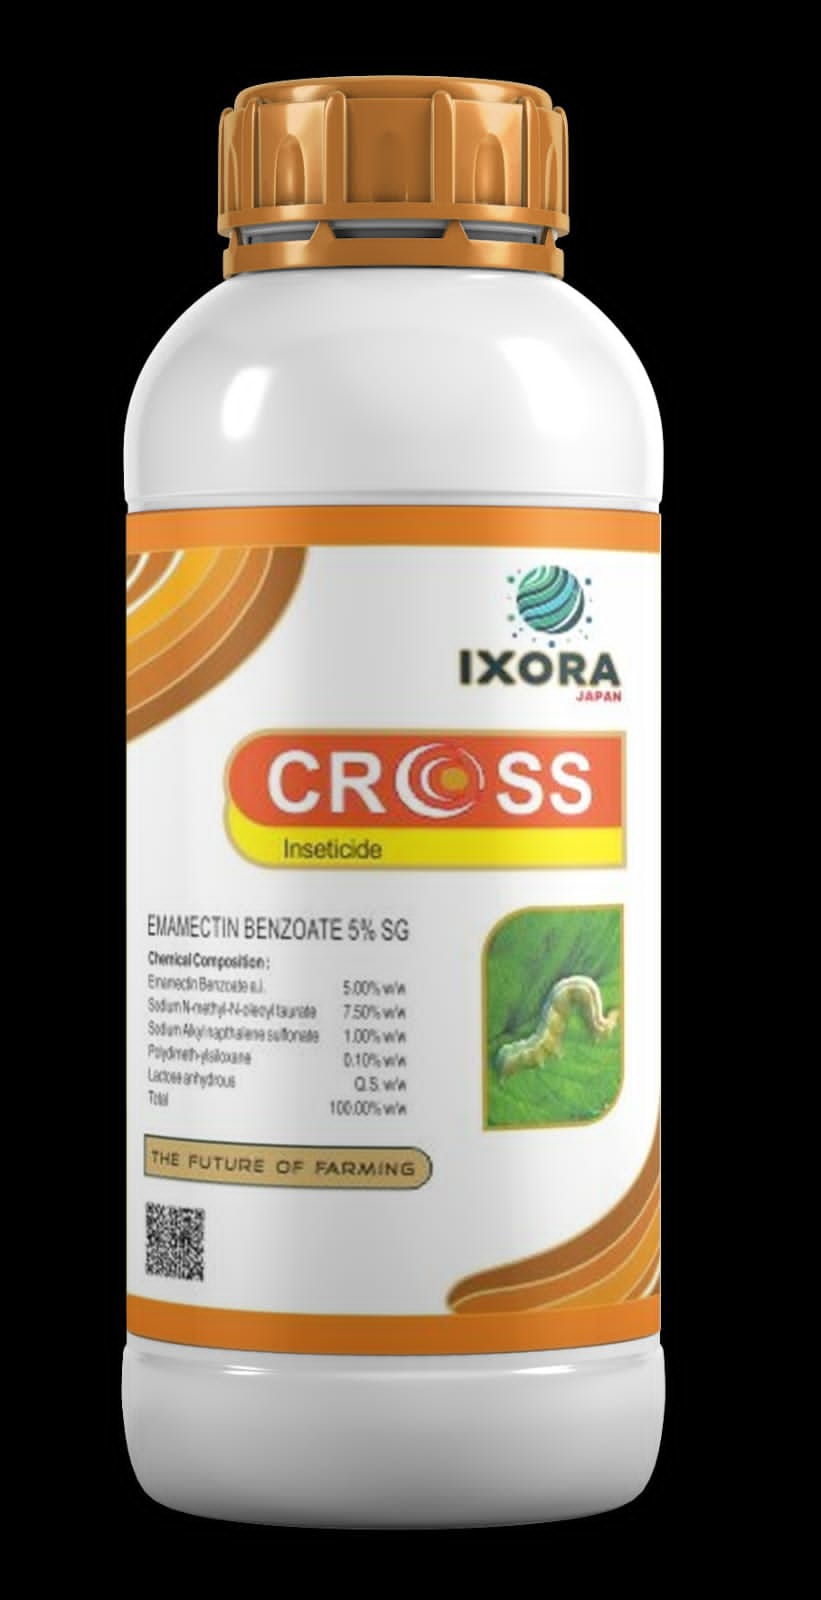 IXORA
JAPAN
CROSS
Inseticide
EMAMECTIN BENZOATE 5% SG
Chemical Composition :
Emamectin Benzoate a.i. 5.00% w/w
Sodium N-methyl-N-oleoyl taurate 7.50% w/w
Sodium Alkyl napthalene sulfonate 1.00% w/w
Polydimeth-ylsiloxane 0.10% w/w
Lactose anhydrous Q.S. w/w
Total 100.00% w/w
THE FUTURE OF FARMING